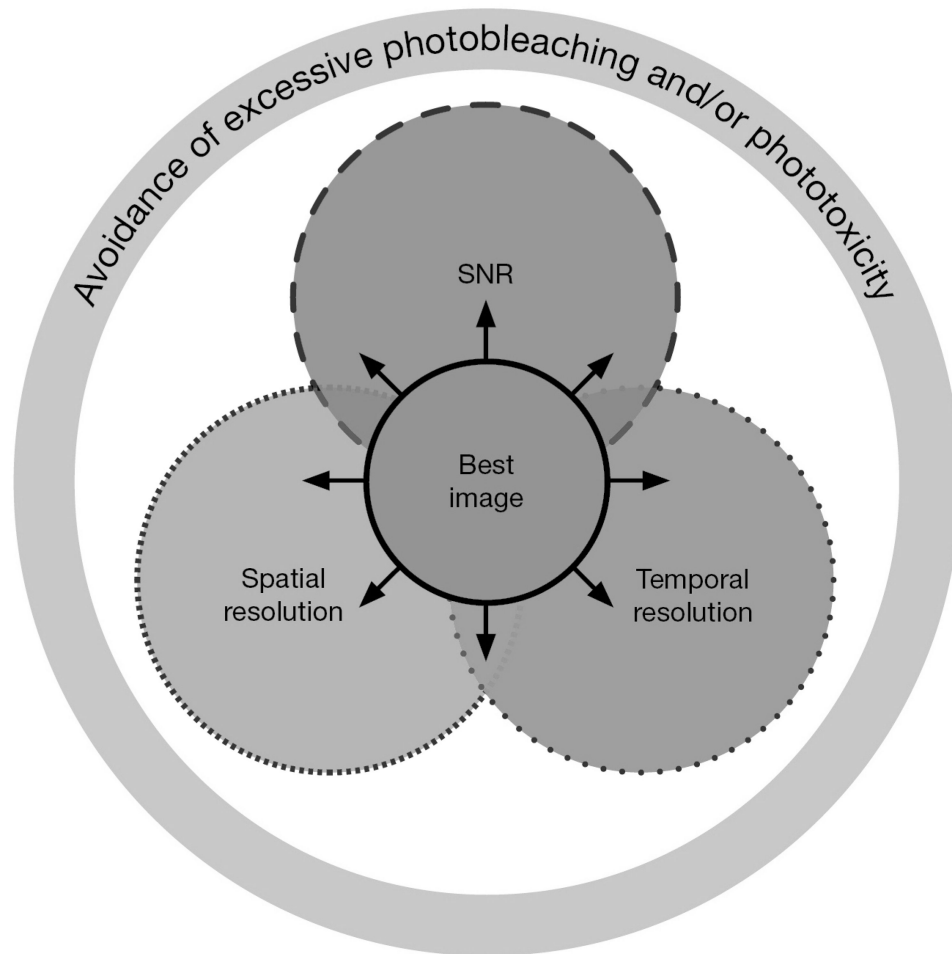 Avoidance of excessive photobleaching and/or phototoxicity
SNR
Best
image
Spatial
resolution
Temporal
resolution